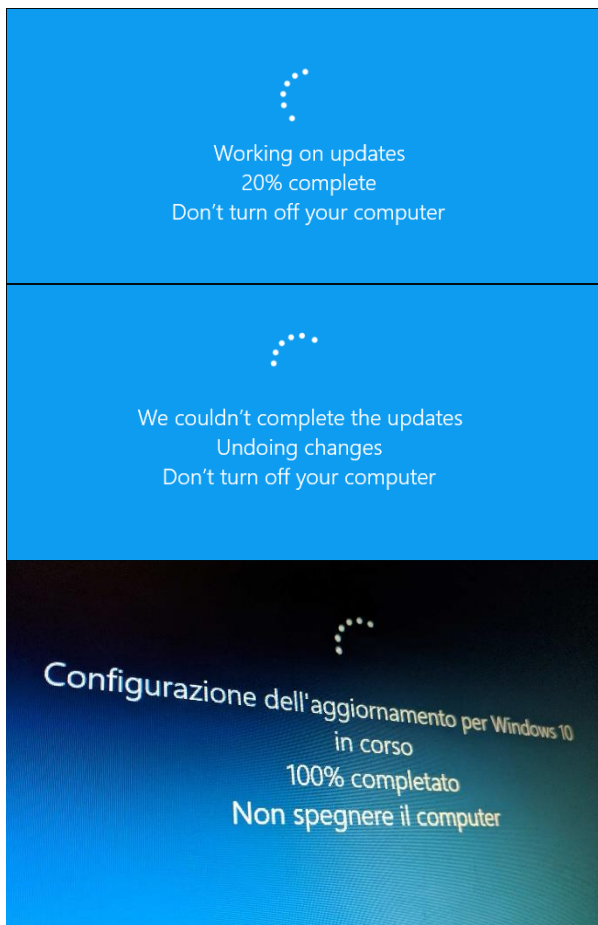 Working on updates
20% complete
Don't turn off your computer
We couldn't complete the updates
Undoing changes
Don't turn off your computer
Configurazione dell'aggiornamento per Windows 10
in corso
100% completato
Non spegnere il computer